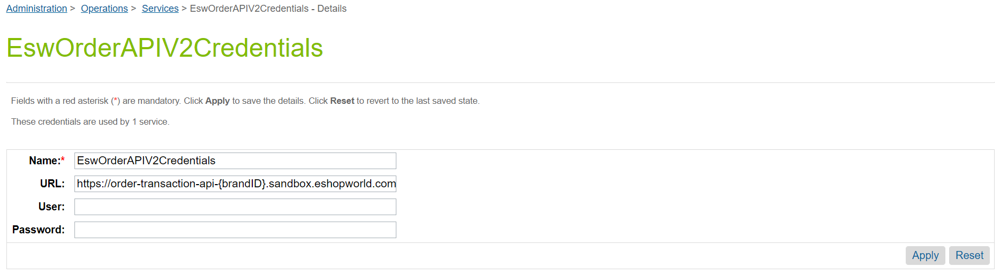 Administration > Operations > Services > EswOrderAPIV2Credentials - Details
EswOrderAPIV2Credentials
Fields with a red asterisk (*) are mandatory. Click Apply to save the details. Click Reset to revert to the last saved state.
These credentials are used by 1 service.
Name:* EswOrderAPIV2Credentials
URL: https://order-transaction-api-{brandID}.sandbox.eshopworld.com
User:
Password:
Apply Reset